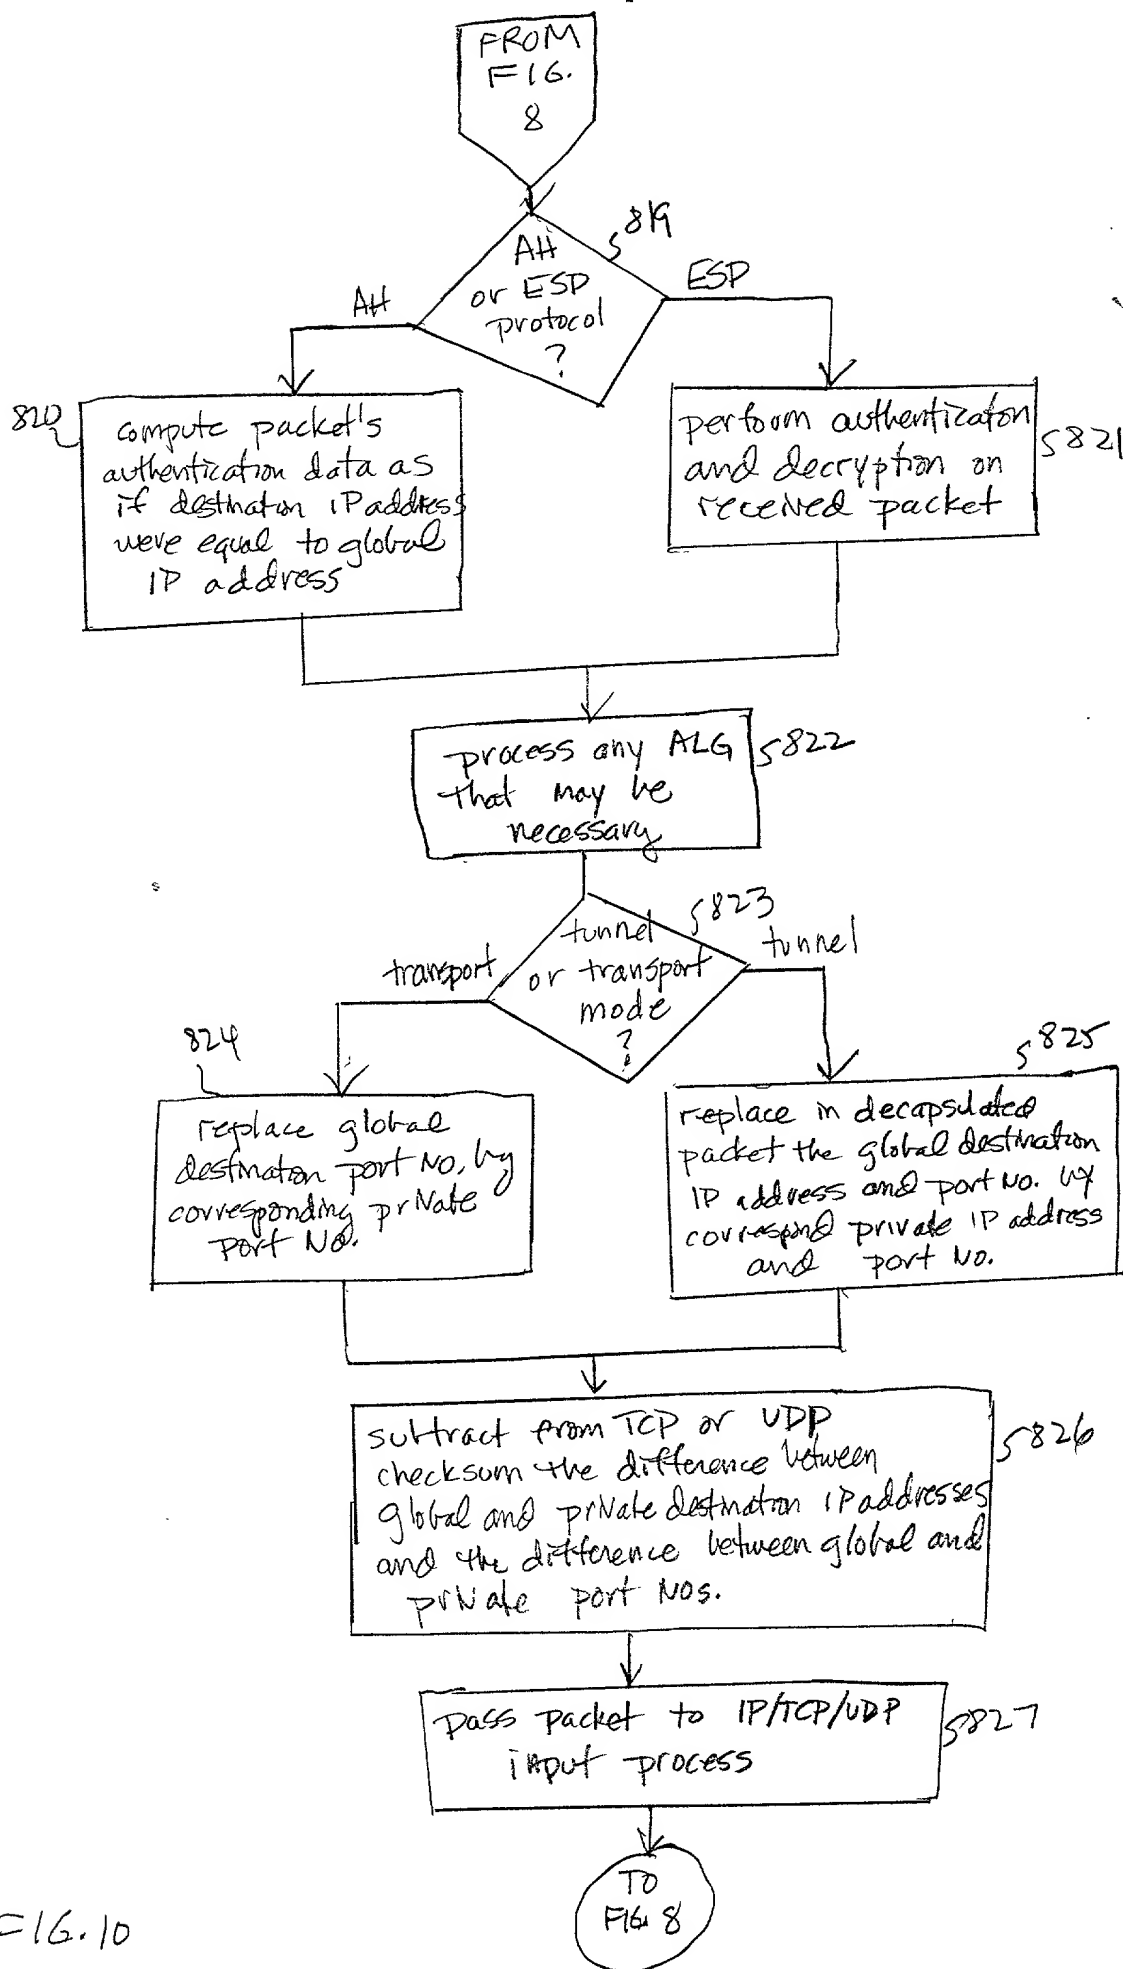 FROM
FIG.
8
819
AH
or ESP
protocol
?
AH
ESP
820
compute packet's
authentication data as
if destination IP address
were equal to global
IP address
perform authenticaton
and decryption on
received packet
821
process any ALG
that may be
necessary
822
823
tunnel
or transport
mode
?
transport
tunnel
824
replace global
destination port No. by
corresponding private
port No.
825
replace in decapsulated
packet the global destination
IP address and port No. by
correspond private IP address
and port No.
subtract from TCP or UDP
checksum the difference between
global and private destination IP addresses
and the difference between global and
private port Nos.
826
pass packet to IP/TCP/UDP
input process
827
TO
FIG. 8
FIG. 10